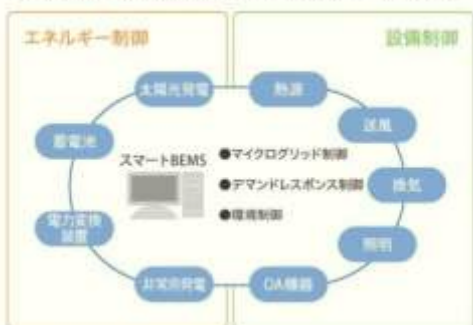 エネルギー制御
設備制御
太陽光発電
熱源
蓄電池
送風
スマートBEMS
●マイクログリッド制御
●デマンドレスポンス制御
●環境制御
換気
電力変換
装置
照明
非常用発電
OA機器